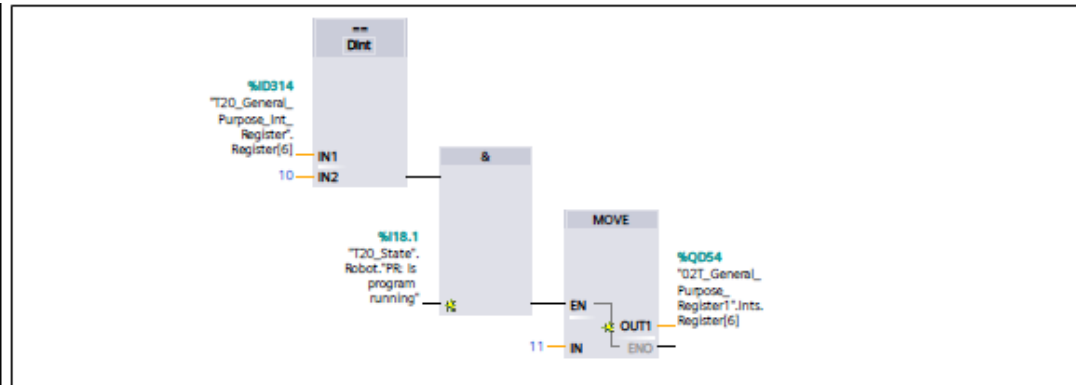 ==
Dint
%ID314
"T20_General_
Purpose_Int_
Register".
Register[6]
IN1
10
IN2
&
%I18.1
"T20_State".
Robot."PR: Is
program
running"
MOVE
%QD54
"02T_General_
Purpose_
Register1".Ints.
Register[6]
EN
OUT1
11
IN
ENO